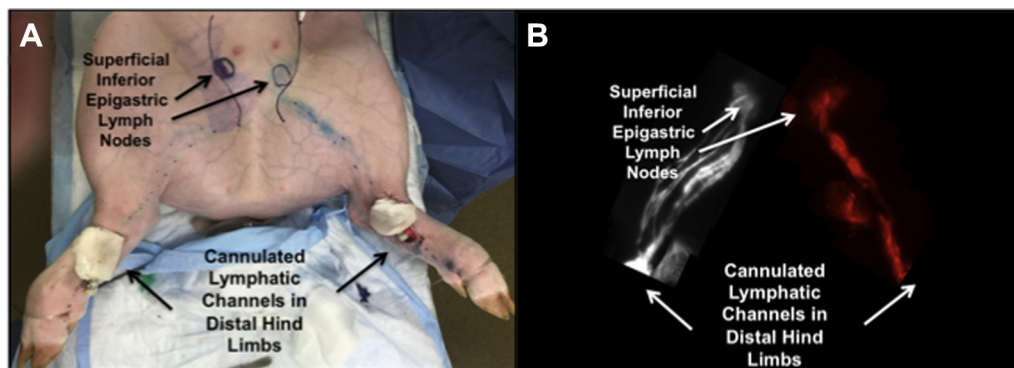 A
Superficial
Inferior
Epigastric
Lymph
Nodes
Cannulated
Lymphatic
Channels in
Distal Hind
Limbs
B
Superficial
Inferior
Epigastric
Lymph
Nodes
Cannulated
Lymphatic
Channels in
Distal Hind
Limbs